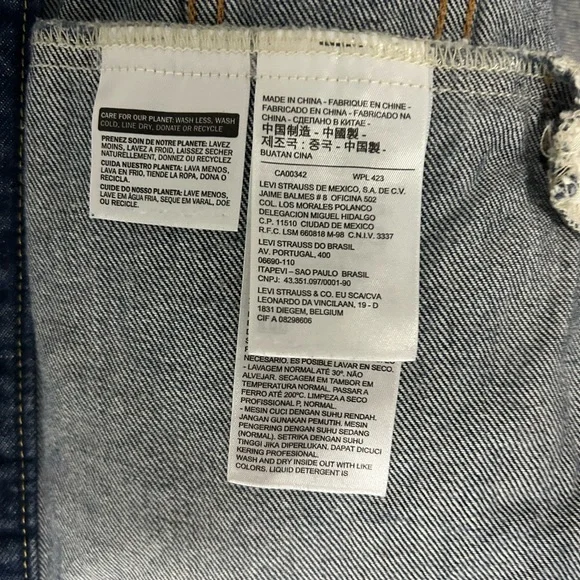 CARE FOR OUR PLANET: WASH LESS, WASH
COLD, LINE DRY, DONATE OR RECYCLE
PRENEZ SOIN DE NOTRE PLANETE: LAVEZ
MOINS, LAVEZ A FROID, LAISSEZ SECHER
NATURELLEMENT, DONNEZ OU RECYCLEZ
CUIDA NUESTRO PLANETA: LAVA MENOS,
LAVA EN FRIO, TIENDE LA ROPA, DONA O
RECICLA
CUIDE DO NOSSO PLANETA: LAVE MENOS,
LAVE EM ÁGUA FRIA, SEQUE EM VARAL, DOE
OU RECICLE
MADE IN CHINA - FABRIQUE EN CHINE -
FABRICADO EN CHINA - FABRICADO NA
CHINA - СДЕЛАНО В КИТАЕ -
中国制造 - 中國製 -
제조국: 중국 - 中国製 -
BUATAN CINA
CA00342 WPL 423
LEVI STRAUSS DE MEXICO, S.A. DE C.V.
JAIME BALMES # 8 OFICINA 502
COL. LOS MORALES POLANCO
DELEGACION MIGUEL HIDALGO
C.P. 11510 CIUDAD DE MEXICO
R.F.C. LSM 660818 M-98 C.N.I.V. 3337
LEVI STRAUSS DO BRASIL
AV. PORTUGAL, 400
06690-110
ITAPEVI – SAO PAULO BRASIL
CNPJ: 43.351.097/0001-90
LEVI STRAUSS & CO. EU SCA/CVA
LEONARDO DA VINCILAAN, 19 - D
1831 DIEGEM, BELGIUM
CIF A 08298606
NECESARIO. ES POSIBLE LAVAR EN SECO.
- LAVAGEM NORMAL ATÉ 30º. NÃO
ALVEJAR. SECAGEM EM TAMBOR EM
TEMPERATURA NORMAL. PASSAR A
FERRO ATÉ 200ºC. LIMPEZA A SECO
PROFISSIONAL P, NORMAL.
- MESIN CUCI DENGAN SUHU RENDAH.
JANGAN GUNAKAN PEMUTIH. MESIN
PENGERING DENGAN SUHU SEDANG
(NORMAL). SETRIKA DENGAN SUHU
TINGGI JIKA DIPERLUKAN. DAPAT DICUCI
KERING PROFESIONAL.
WASH AND DRY INSIDE OUT WITH LIKE
COLORS. LIQUID DETERGENT IS